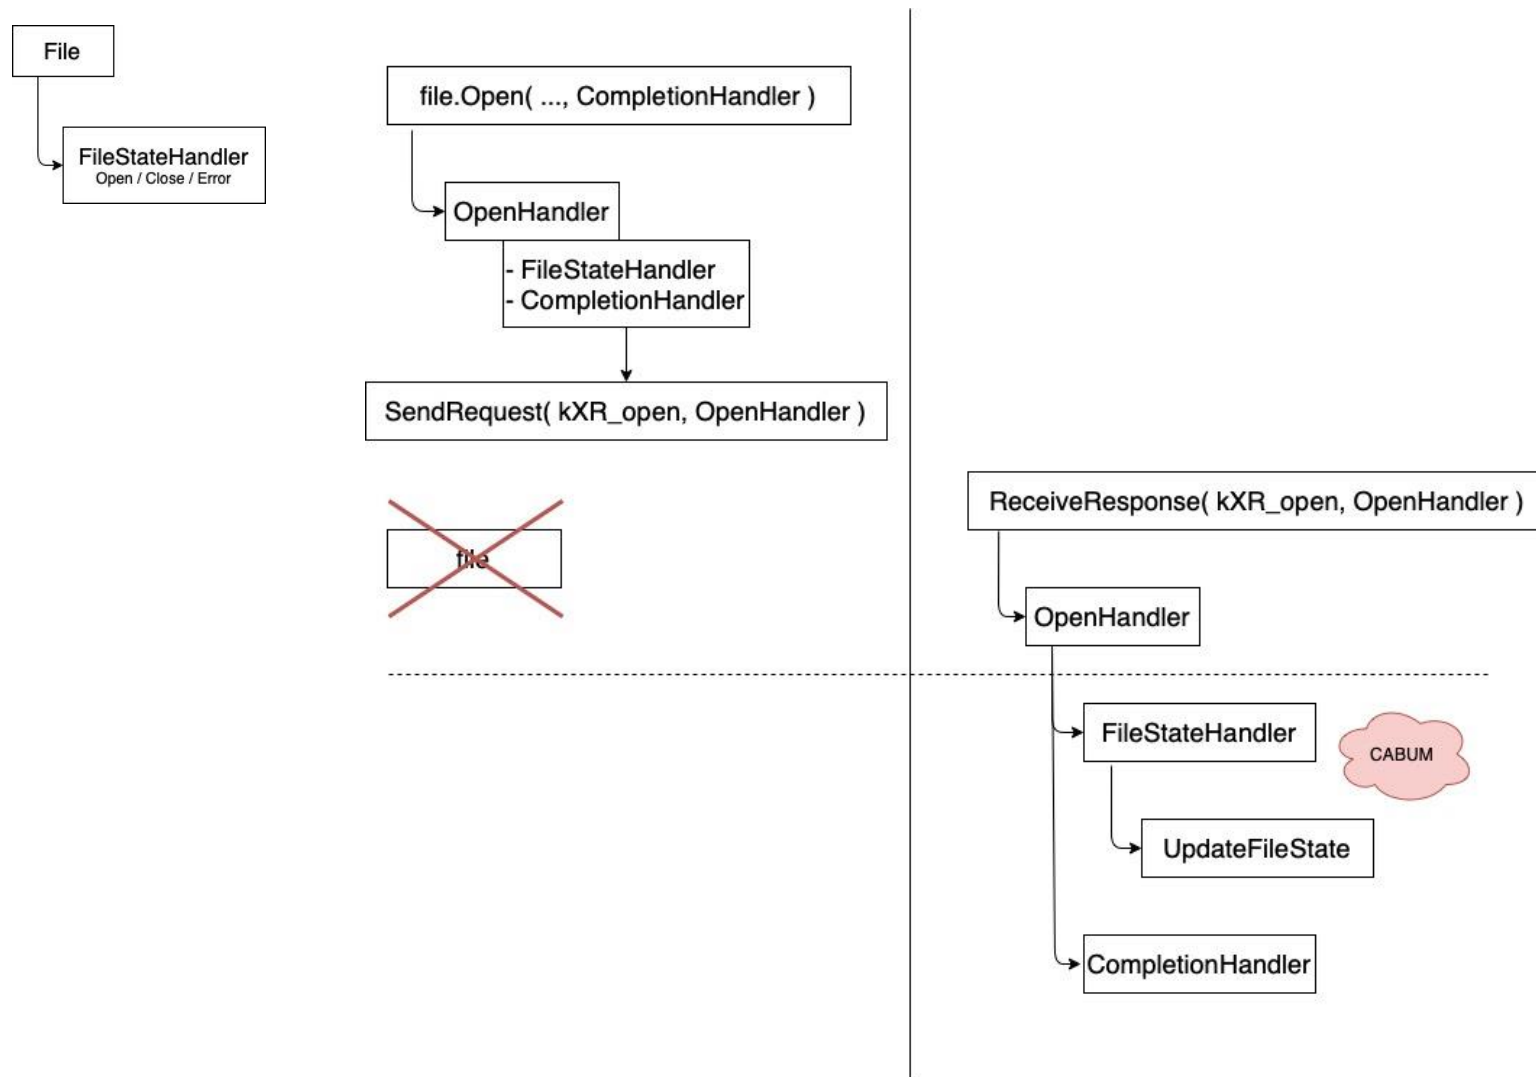 File
FileStateHandler
Open / Close / Error
file.Open( ..., CompletionHandler )
OpenHandler
- FileStateHandler
- CompletionHandler
SendRequest( kXR_open, OpenHandler )
file
ReceiveResponse( kXR_open, OpenHandler )
OpenHandler
FileStateHandler
CABUM
UpdateFileState
CompletionHandler